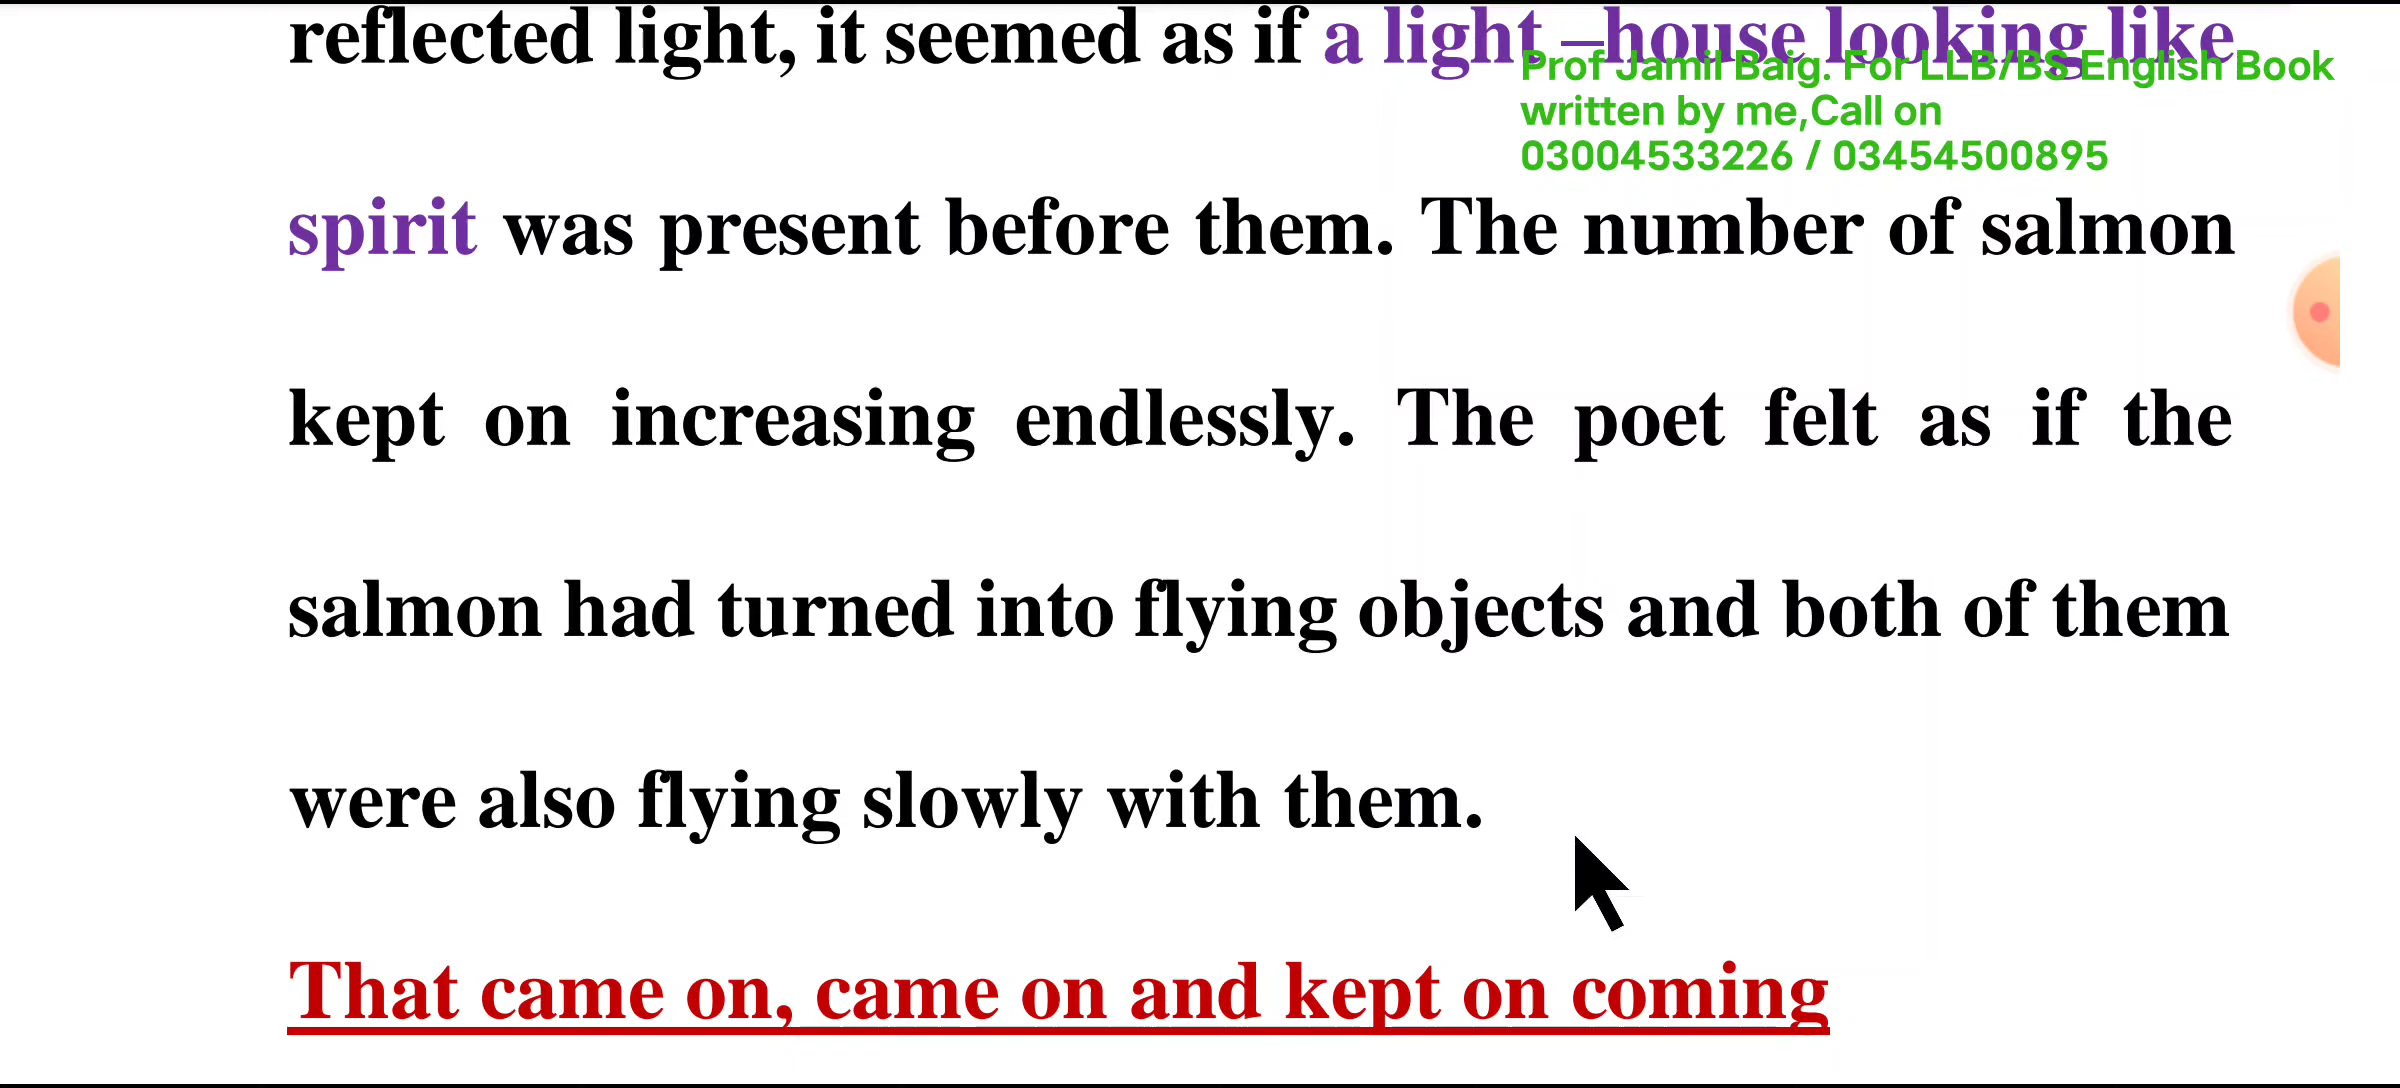 reflected light, it seemed as if a light –house looking like
Prof Jamil Baig. For LLB/BS English Book
written by me,Call on
03004533226 / 03454500895
spirit was present before them. The number of salmon
kept on increasing endlessly. The poet felt as if the
salmon had turned into flying objects and both of them
were also flying slowly with them.
That came on, came on and kept on coming